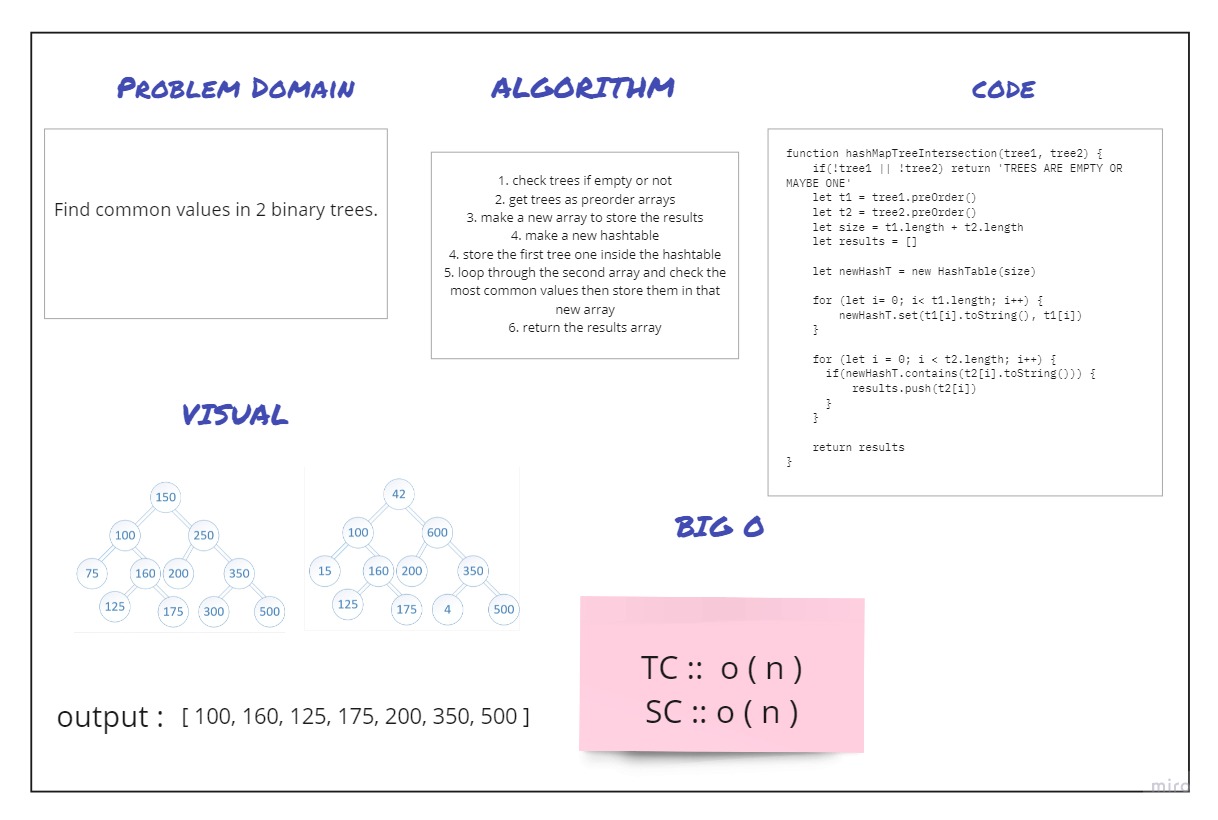 PROBLEM DOMAIN
Find common values in 2 binary trees.
ALGORITHM
1. check trees if empty or not
2. get trees as preorder arrays
3. make a new array to store the results
4. make a new hashtable
4. store the first tree one inside the hashtable
5. loop through the second array and check the
most common values then store them in that
new array
6. return the results array
CODE
function hashMapTreeIntersection(tree1, tree2) {
if(!tree1 || !tree2) return 'TREES ARE EMPTY OR
MAYBE ONE'
let t1 = tree1.preOrder()
let t2 = tree2.preOrder()
let size = t1.length + t2.length
let results = []
let newHashT = new HashTable(size)
for (let i= 0; i< t1.length; i++) {
newHashT.set(t1[i].toString(), t1[i])
}
for (let i = 0; i < t2.length; i++) {
if(newHashT.contains(t2[i].toString())) {
results.push(t2[i])
}
}
return results
}
VISUAL
150
100 250
75 160 200 350
125 175 300 500
42
100 600
15 160 200 350
125 175 4 500
output : [ 100, 160, 125, 175, 200, 350, 500 ]
BIG O
TC :: o ( n )
SC :: o ( n )
miro